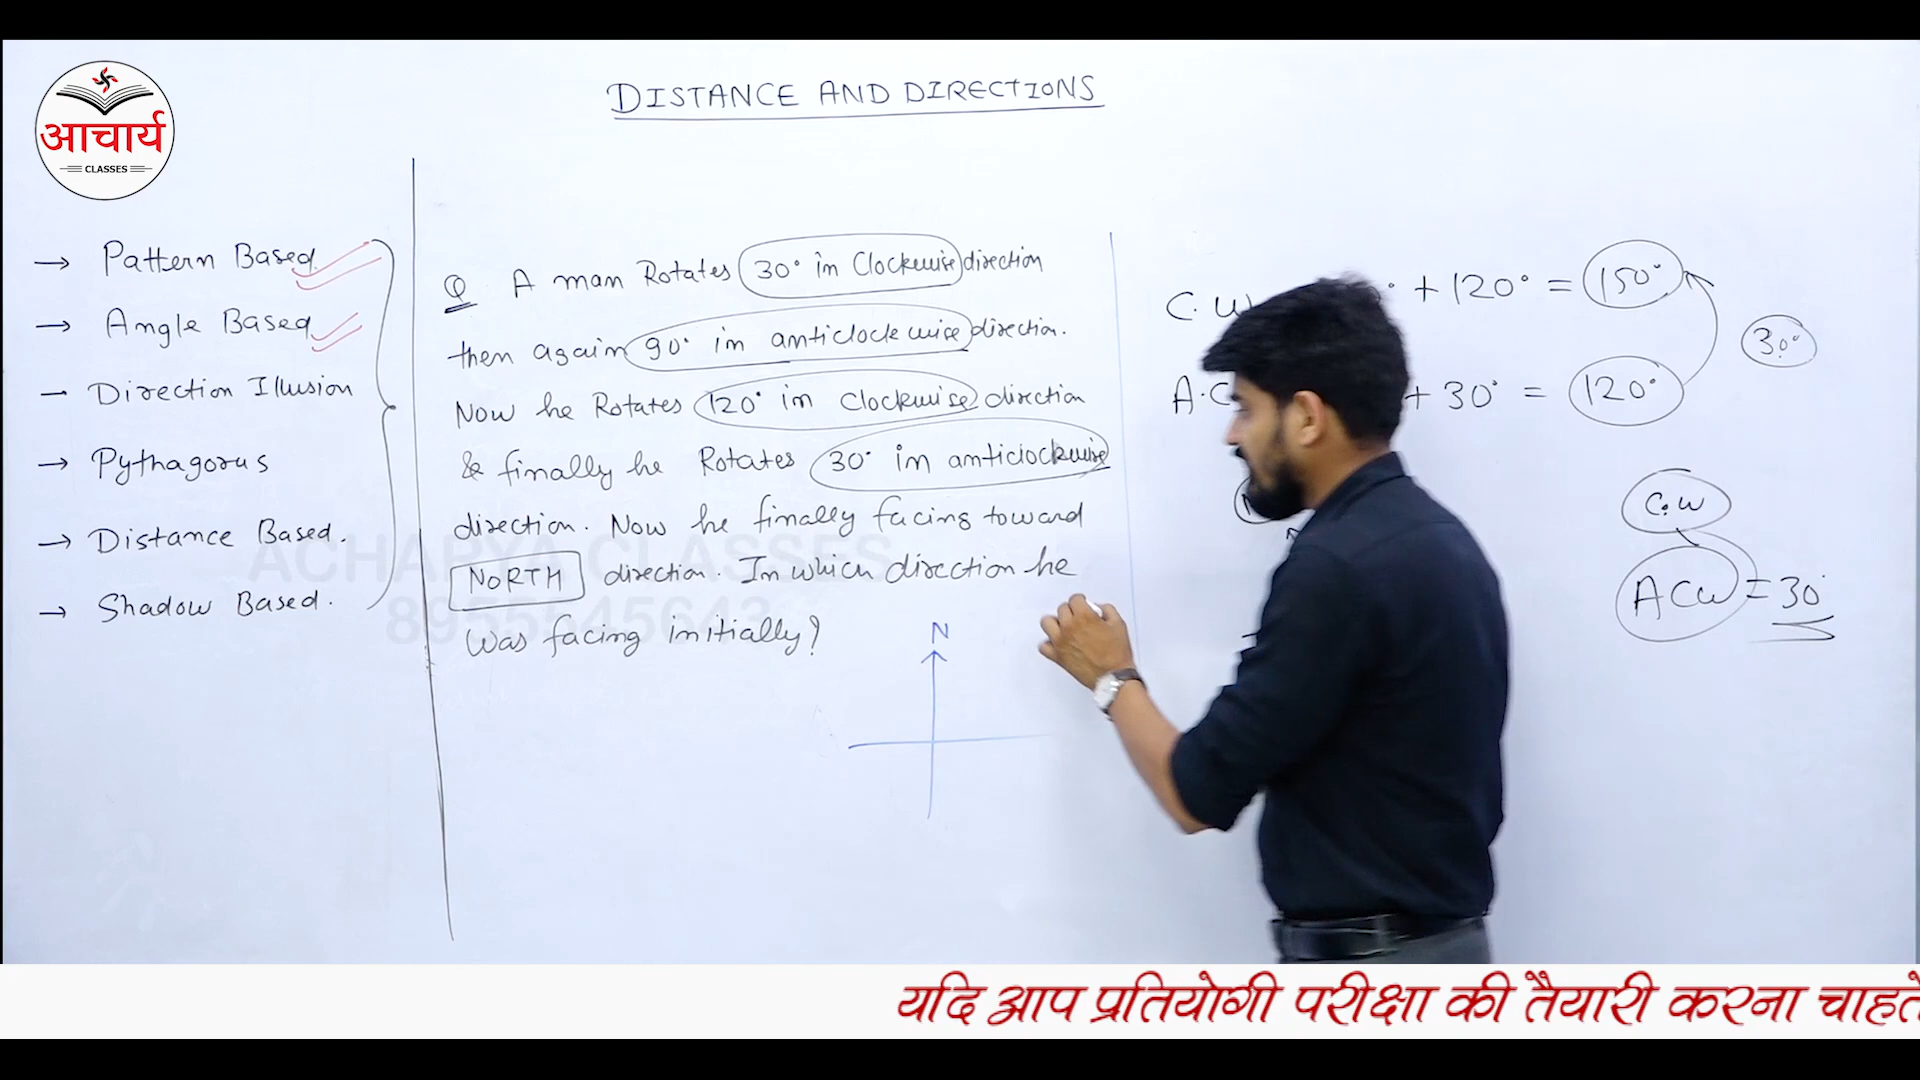 आचार्य
CLASSES
DISTANCE AND DIRECTIONS
→ Pattern Based
→ Angle Based
– Direction Illusion
→ Pythagorus
→ Distance Based.
→ Shadow Based.
Q A man Rotates 30° in Clockwise direction
then again 90° in anticlockwise direction.
Now he Rotates 120° in Clockwise direction
& finally he Rotates 30° in anticlockwise
direction. Now he finally facing toward
NORTH direction. In which direction he
Was facing initially?
N
C.W ° + 120° = 150°
30°
A.C + 30° = 120°
C.W
ACW = 30°
ACHARYA CLASSES
8955545643
यदि आप प्रतियोगी परीक्षा की तैयारी करना चाहते